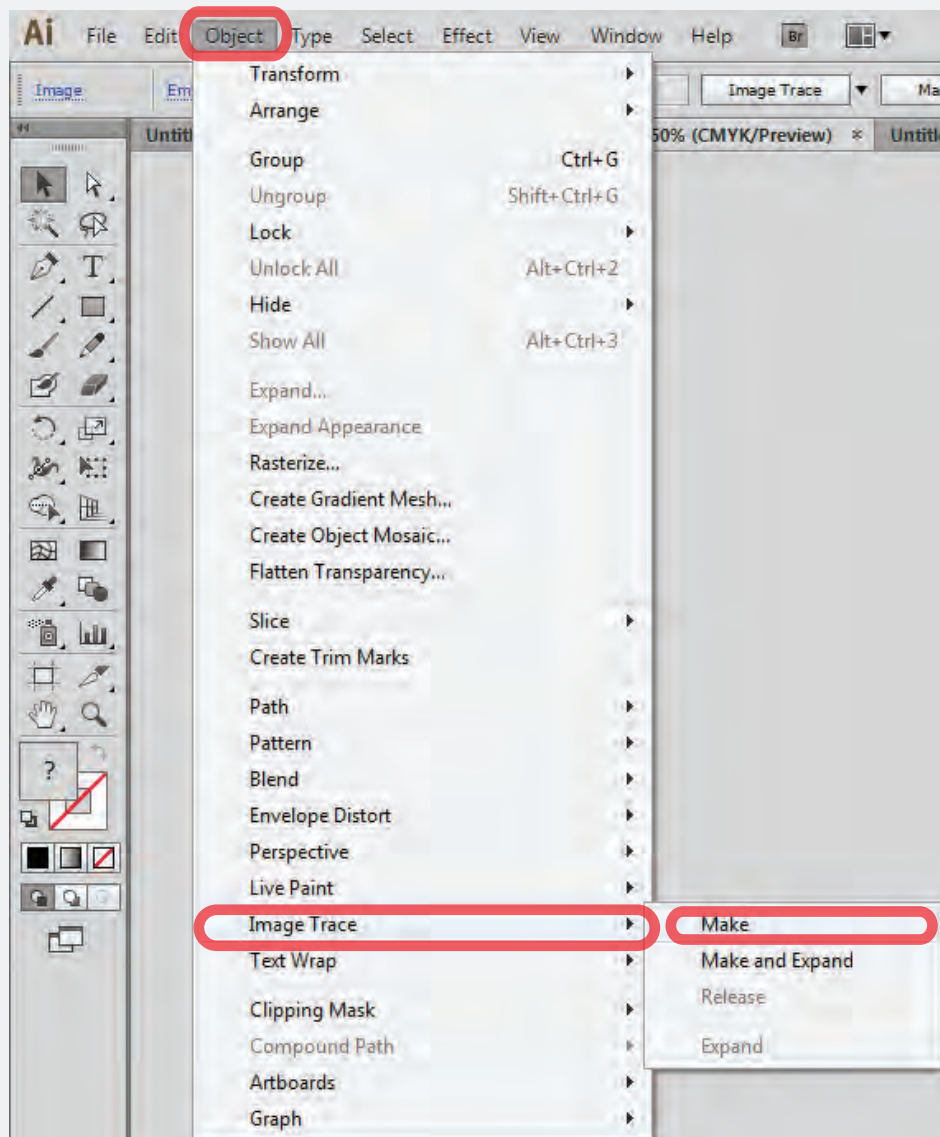 Ai File Edit Object Type Select Effect View Window Help Br
Image Em Image Trace Ma
Untitl 50% (CMYK/Preview) × Untitl
Transform
Arrange
Group Ctrl+G
Ungroup Shift+Ctrl+G
Lock
Unlock All Alt+Ctrl+2
Hide
Show All Alt+Ctrl+3
Expand...
Expand Appearance
Rasterize...
Create Gradient Mesh...
Create Object Mosaic...
Flatten Transparency...
Slice
Create Trim Marks
Path
Pattern
Blend
?
Envelope Distort
Perspective
Live Paint
Image Trace
Text Wrap
Clipping Mask
Compound Path
Artboards
Graph
Make
Make and Expand
Release
Expand